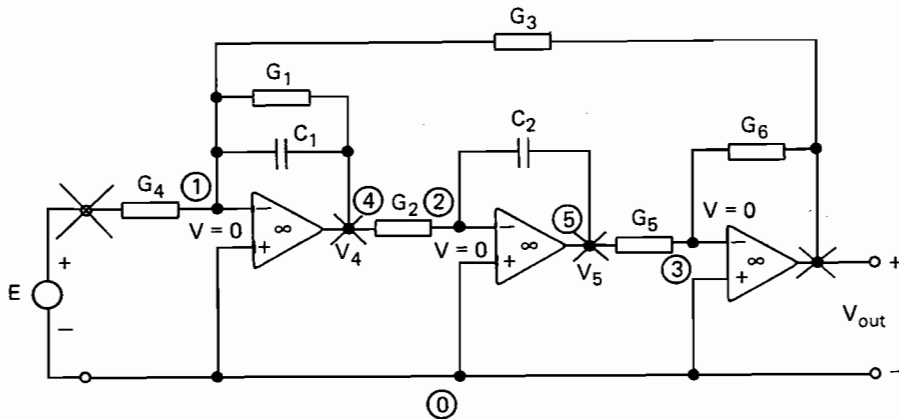 G3
G1
C1
C2
G6
G4
①
④
G2
②
⑤
G5
V = 0
−
∞
+
V = 0
V4
V = 0
−
∞
+
V5
③
−
∞
+
+
E
−
+
Vout
−
⓪